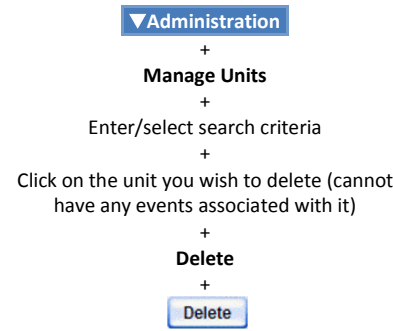 ▼Administration
+
Manage Units
+
Enter/select search criteria
+
Click on the unit you wish to delete (cannot
have any events associated with it)
+
Delete
+
Delete